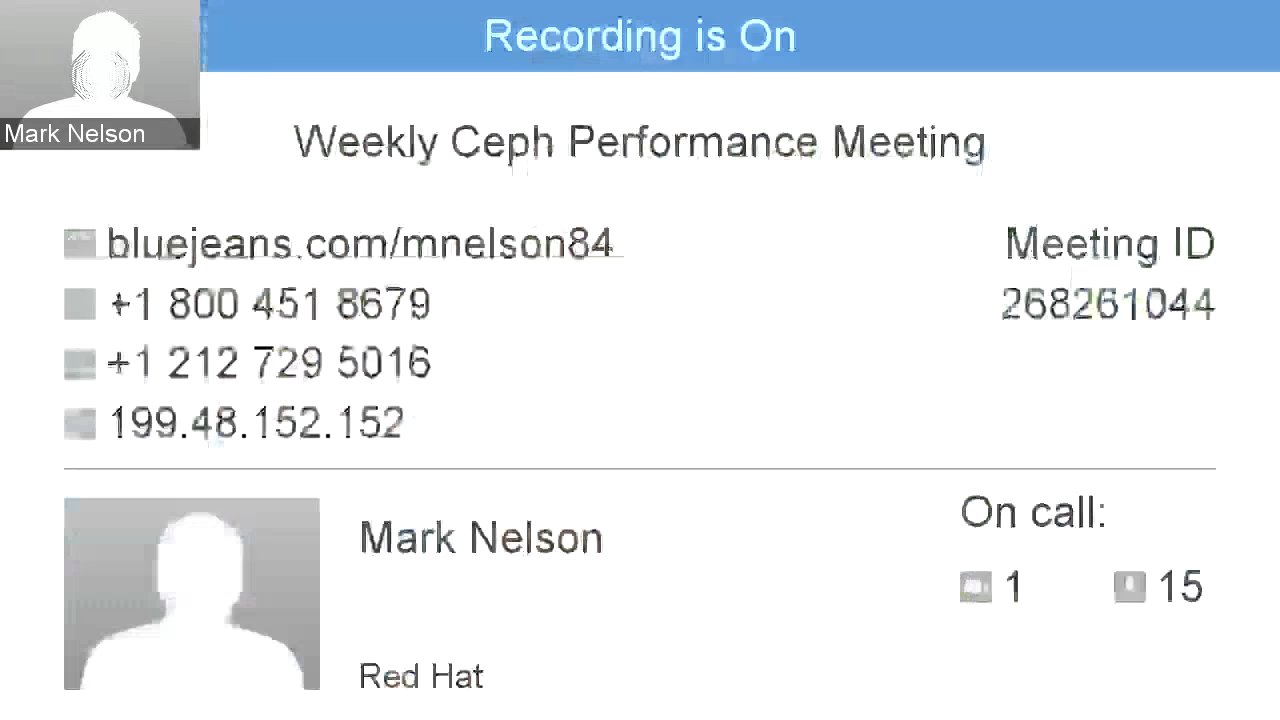 Recording is On
Mark Nelson
Weekly Ceph Performance Meeting
bluejeans.com/mnelson84
Meeting ID
+1 800 451 8679
268261044
+1 212 729 5016
199.48.152.152
Mark Nelson
On call:
1
15
Red Hat